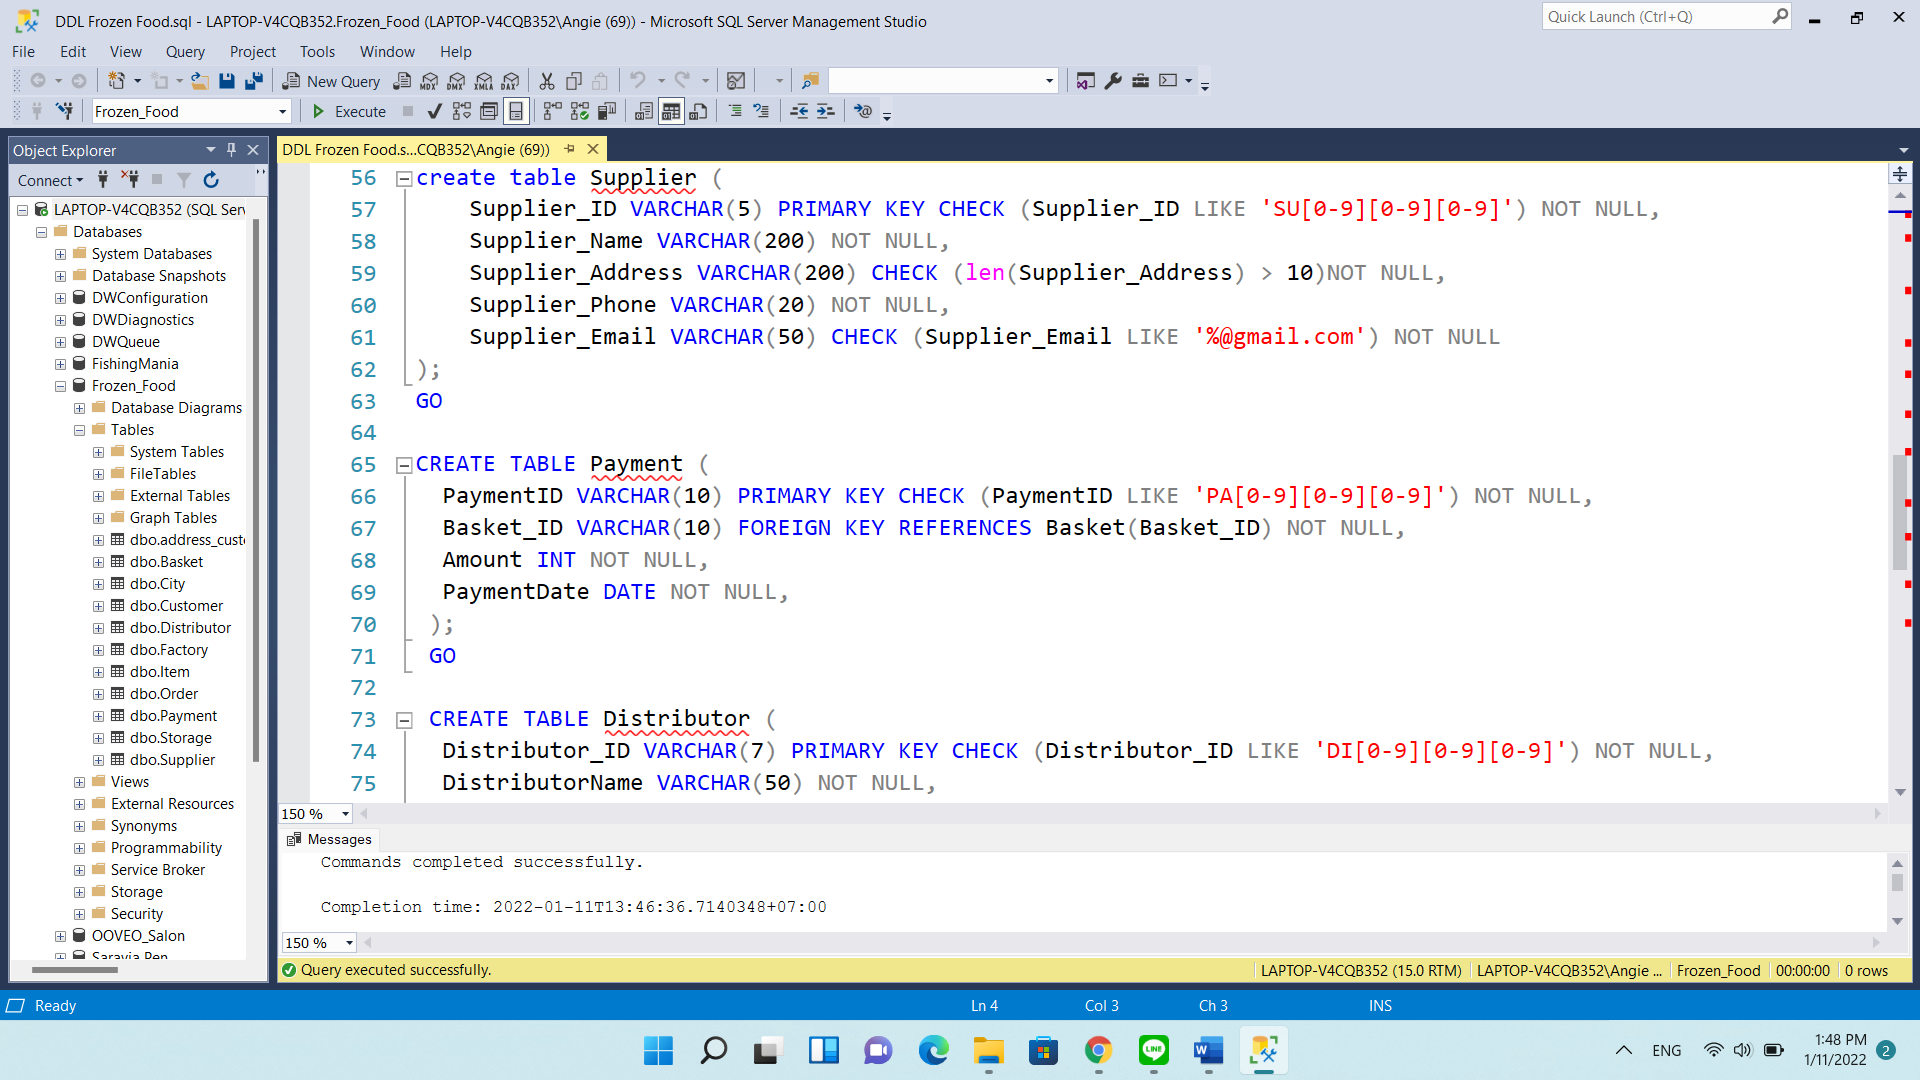 DDL Frozen Food.sql - LAPTOP-V4CQB352.Frozen_Food (LAPTOP-V4CQB352\Angie (69)) - Microsoft SQL Server Management Studio
Quick Launch (Ctrl+Q)
File Edit View Query Project Tools Window Help
New Query
Frozen_Food
Execute
Object Explorer
Connect
LAPTOP-V4CQB352 (SQL Ser
Databases
System Databases
Database Snapshots
DWConfiguration
DWDiagnostics
DWQueue
FishingMania
Frozen_Food
Database Diagrams
Tables
System Tables
FileTables
External Tables
Graph Tables
dbo.address_cust
dbo.Basket
dbo.City
dbo.Customer
dbo.Distributor
dbo.Factory
dbo.Item
dbo.Order
dbo.Payment
dbo.Storage
dbo.Supplier
Views
External Resources
Synonyms
Programmability
Service Broker
Storage
Security
OOVEO_Salon
Saravia Pen
DDL Frozen Food.s...CQB352\Angie (69))
56 create table Supplier (
57 Supplier_ID VARCHAR(5) PRIMARY KEY CHECK (Supplier_ID LIKE 'SU[0-9][0-9][0-9]') NOT NULL,
58 Supplier_Name VARCHAR(200) NOT NULL,
59 Supplier_Address VARCHAR(200) CHECK (len(Supplier_Address) > 10)NOT NULL,
60 Supplier_Phone VARCHAR(20) NOT NULL,
61 Supplier_Email VARCHAR(50) CHECK (Supplier_Email LIKE '%@gmail.com') NOT NULL
62 );
63 GO
64
65 CREATE TABLE Payment (
66 PaymentID VARCHAR(10) PRIMARY KEY CHECK (PaymentID LIKE 'PA[0-9][0-9][0-9]') NOT NULL,
67 Basket_ID VARCHAR(10) FOREIGN KEY REFERENCES Basket(Basket_ID) NOT NULL,
68 Amount INT NOT NULL,
69 PaymentDate DATE NOT NULL,
70 );
71 GO
72
73 CREATE TABLE Distributor (
74 Distributor_ID VARCHAR(7) PRIMARY KEY CHECK (Distributor_ID LIKE 'DI[0-9][0-9][0-9]') NOT NULL,
75 DistributorName VARCHAR(50) NOT NULL,
150 %
Messages
Commands completed successfully.
Completion time: 2022-01-11T13:46:36.7140348+07:00
150 %
Query executed successfully.
LAPTOP-V4CQB352 (15.0 RTM) LAPTOP-V4CQB352\Angie ... Frozen_Food 00:00:00 0 rows
Ready
Ln 4 Col 3 Ch 3 INS
ENG
1:48 PM
1/11/2022
2